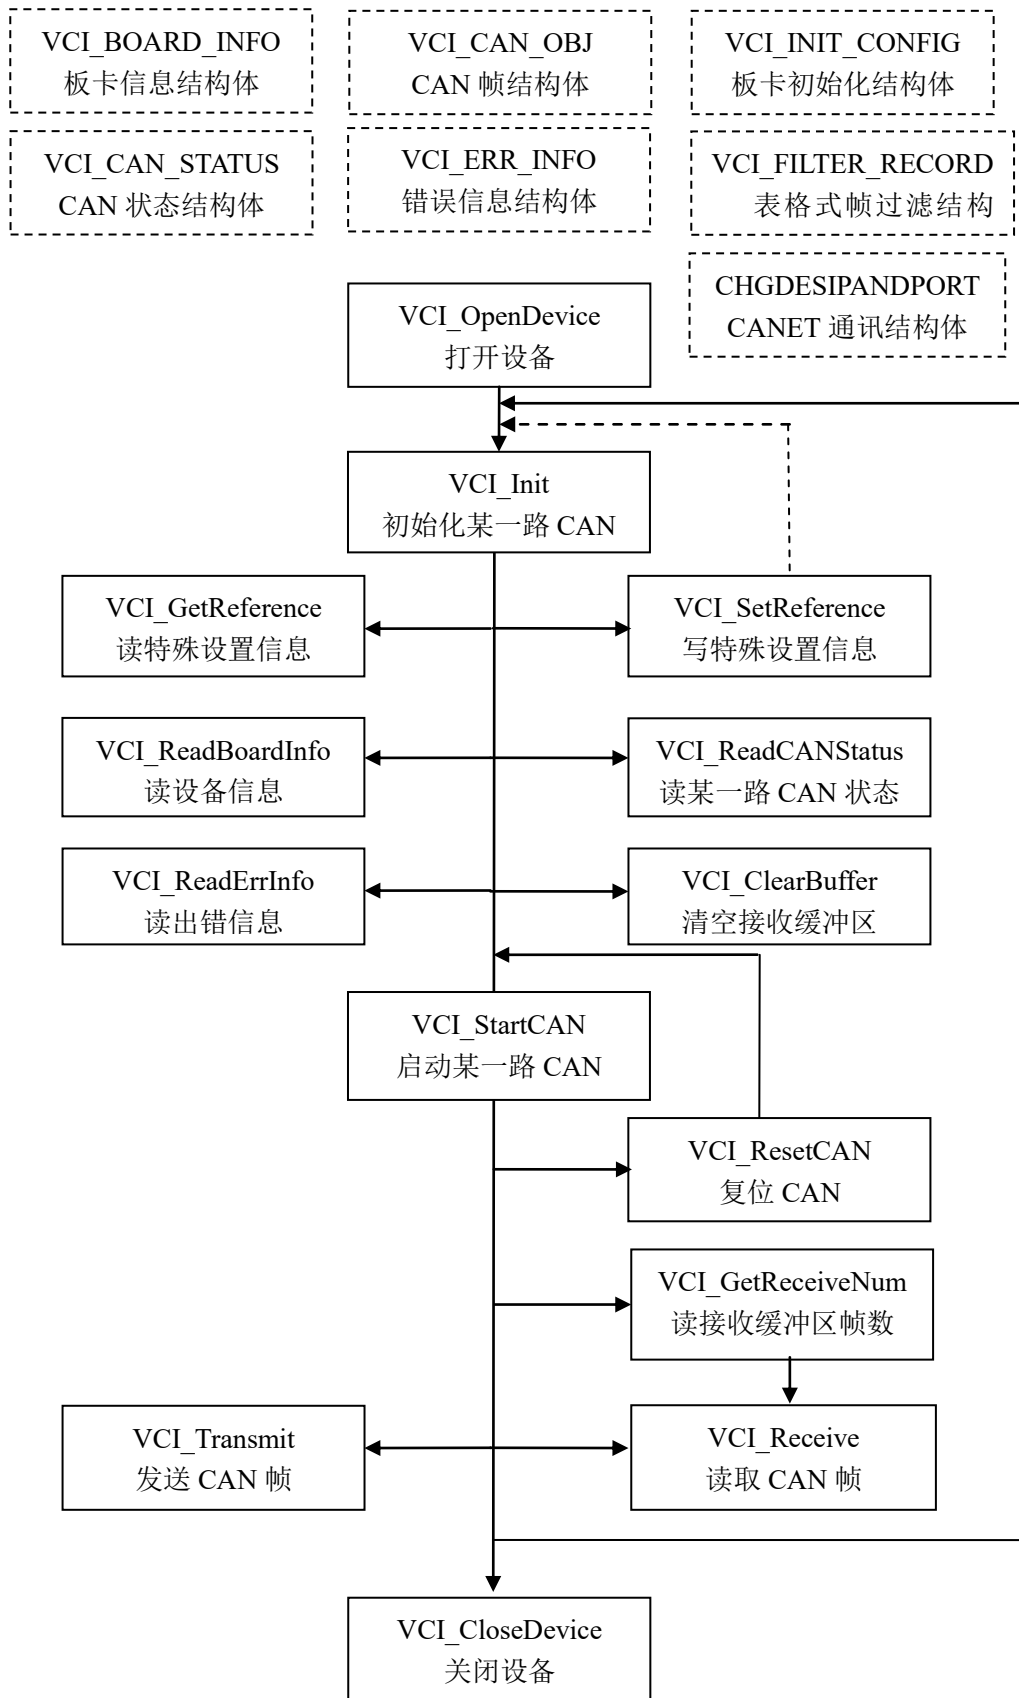 VCI_BOARD_INFO
板卡信息结构体
VCI_CAN_OBJ
CAN 帧结构体
VCI_INIT_CONFIG
板卡初始化结构体
VCI_CAN_STATUS
CAN 状态结构体
VCI_ERR_INFO
错误信息结构体
VCI_FILTER_RECORD
表格式帧过滤结构
CHGDESIPANDPORT
CANET 通讯结构体
VCI_OpenDevice
打开设备
VCI_Init
初始化某一路 CAN
VCI_GetReference
读特殊设置信息
VCI_SetReference
写特殊设置信息
VCI_ReadBoardInfo
读设备信息
VCI_ReadCANStatus
读某一路 CAN 状态
VCI_ReadErrInfo
读出错信息
VCI_ClearBuffer
清空接收缓冲区
VCI_StartCAN
启动某一路 CAN
VCI_ResetCAN
复位 CAN
VCI_GetReceiveNum
读接收缓冲区帧数
VCI_Transmit
发送 CAN 帧
VCI_Receive
读取 CAN 帧
VCI_CloseDevice
关闭设备